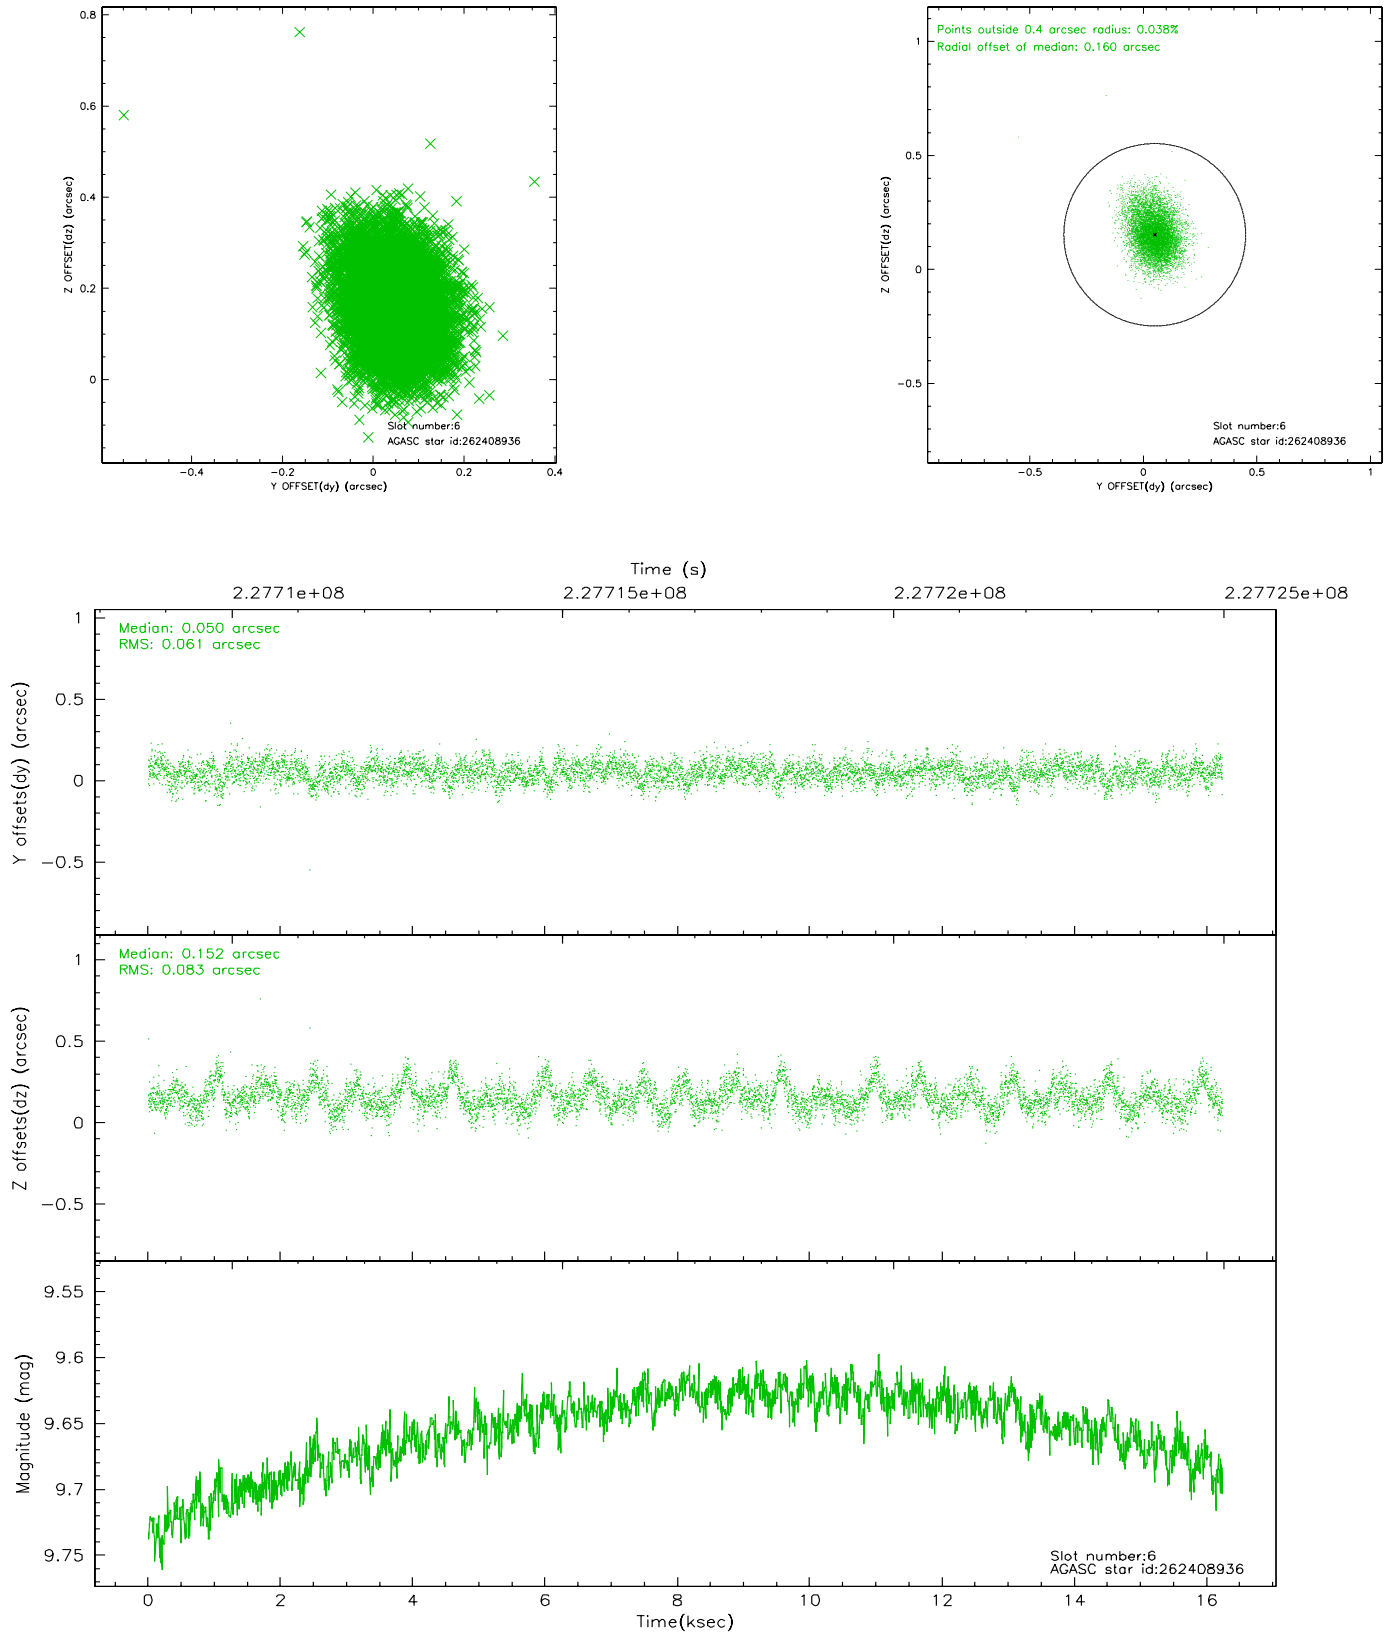 0.8
0.6
0.4
0.2
0
Z OFFSET(dz) (arcsec)
Slot number:6
AGASC star id:262408936
−0.4
−0.2
0
0.2
0.4
Y OFFSET(dy) (arcsec)
Points outside 0.4 arcsec radius: 0.038%
Radial offset of median: 0.160 arcsec
1
0.5
0
−0.5
Z OFFSET(dz) (arcsec)
Slot number:6
AGASC star id:262408936
−0.5
0
0.5
1
Y OFFSET(dy) (arcsec)
Time (s)
2.2771e+08
2.27715e+08
2.2772e+08
2.27725e+08
Median: 0.050 arcsec
RMS: 0.061 arcsec
1
0.5
0
−0.5
Y offsets(dy) (arcsec)
Median: 0.152 arcsec
RMS: 0.083 arcsec
1
0.5
0
−0.5
Z offsets(dz) (arcsec)
9.55
9.6
9.65
9.7
9.75
Magnitude (mag)
Slot number:6
AGASC star id:262408936
0
2
4
6
8
10
12
14
16
Time(ksec)